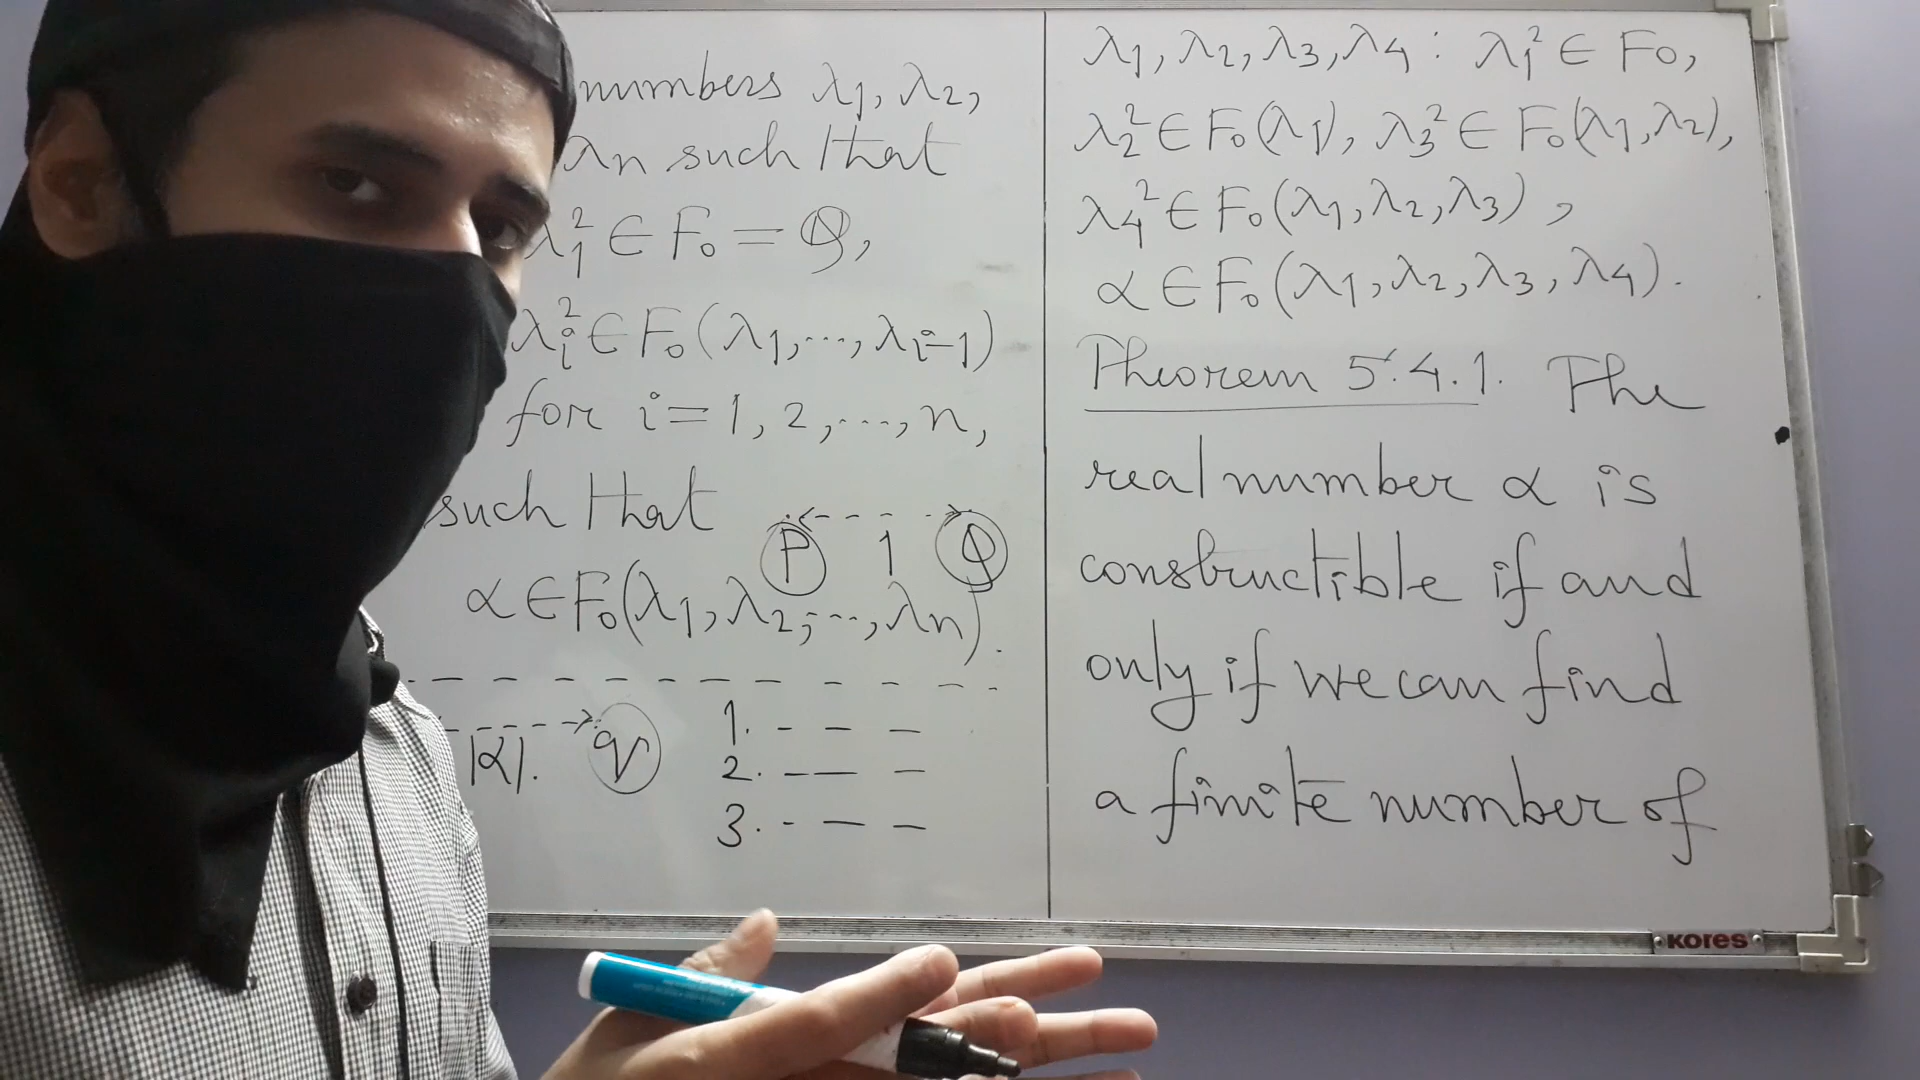 numbers λ1, λ2,
λn such that
λ1² ∈ F₀ = Q,
λi² ∈ F₀(λ1,...,λi-1)
for i=1,2,...,n,
such that
P 1 Q
α∈F₀(λ1,λ2,...,λn).
|α|. q
1. - - -
2. - - -
3. - - -
λ1, λ2, λ3, λ4 : λ1² ∈ F₀,
λ2² ∈ F₀(λ1), λ3² ∈ F₀(λ1,λ2),
λ4² ∈ F₀(λ1,λ2,λ3),
α∈F₀(λ1,λ2,λ3,λ4).
Theorem 5.4.1. The
real number α is
constructible if and
only if we can find
a finite number of
KORES